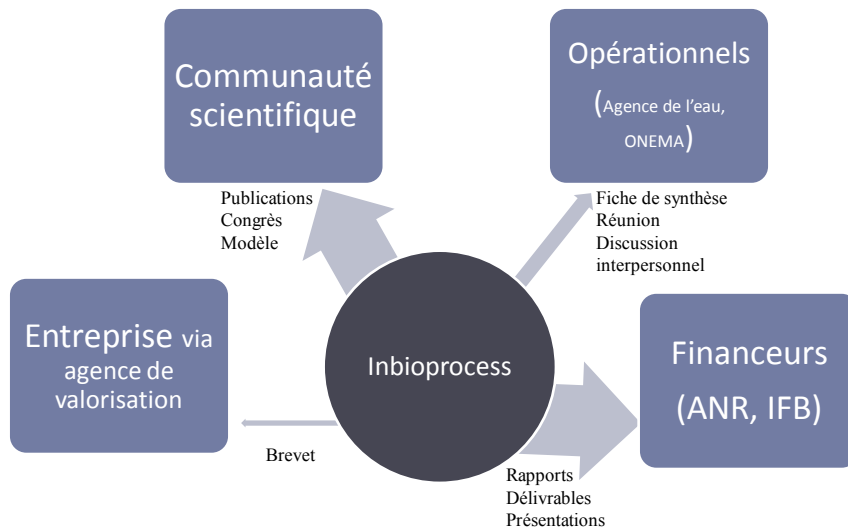 Communauté
scientifique
Opérationnels
(Agence de l'eau,
ONEMA)
Publications
Congrès
Modèle
Fiche de synthèse
Réunion
Discussion
interpersonnel
Entreprise via
agence de
valorisation
Inbioprocess
Financeurs
(ANR, IFB)
Brevet
Rapports
Délivrables
Présentations